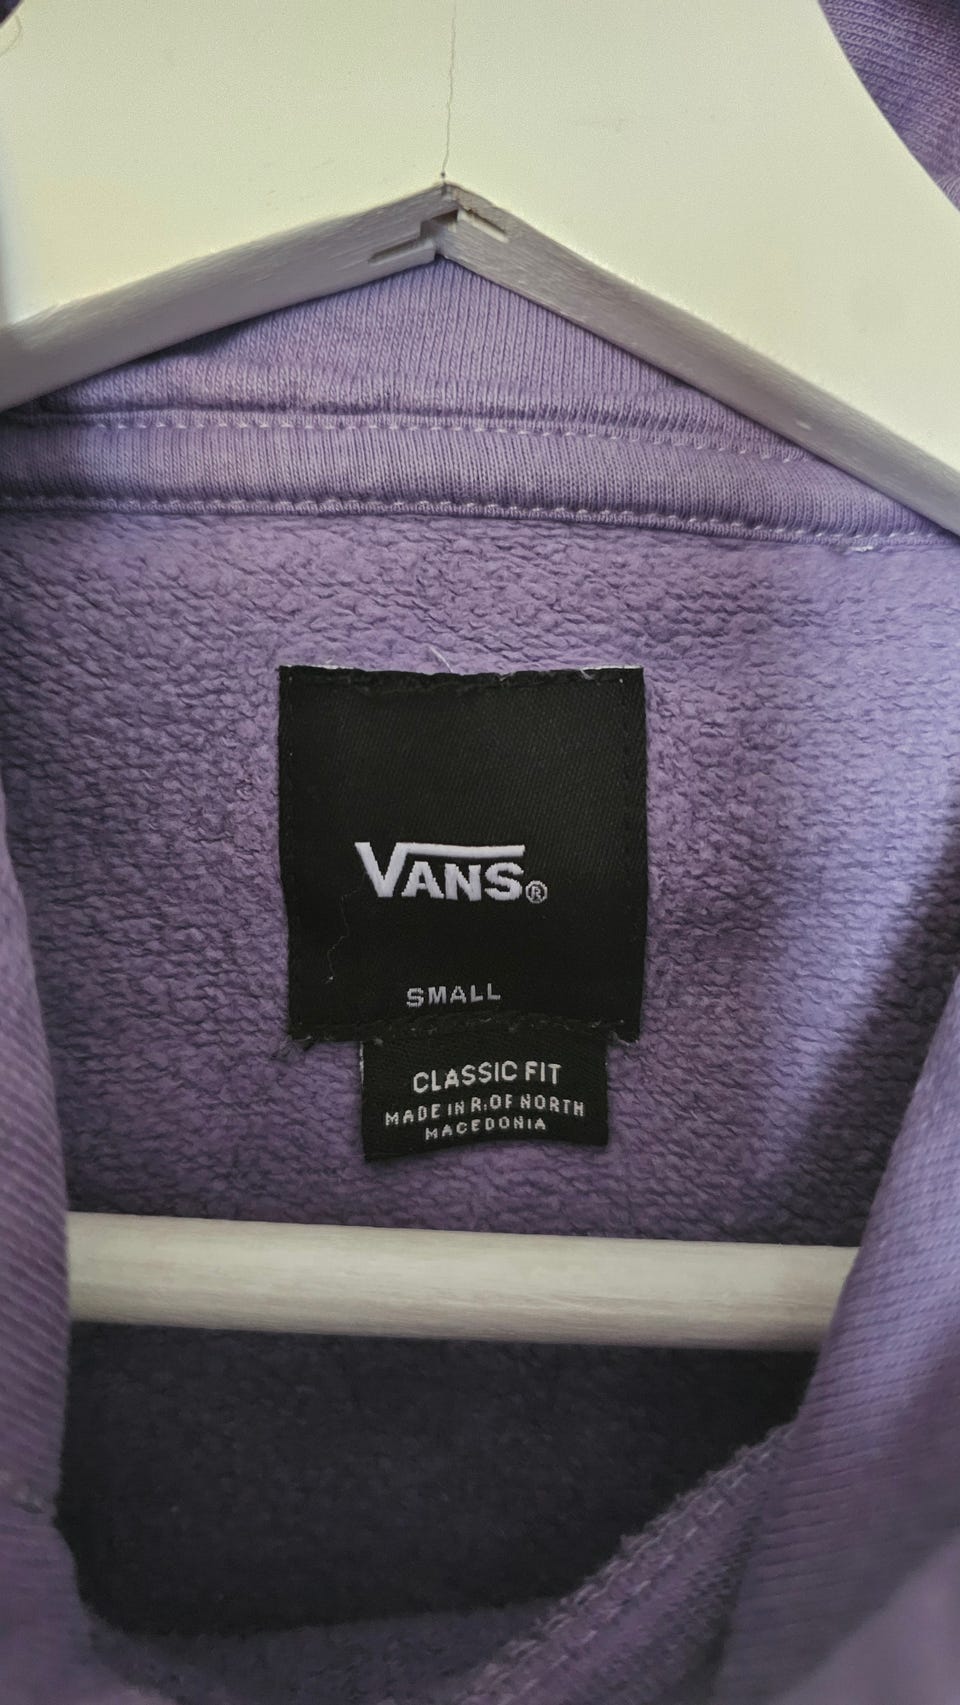 VANS®
SMALL
CLASSIC FIT
MADE IN R.OF NORTH
MACEDONIA